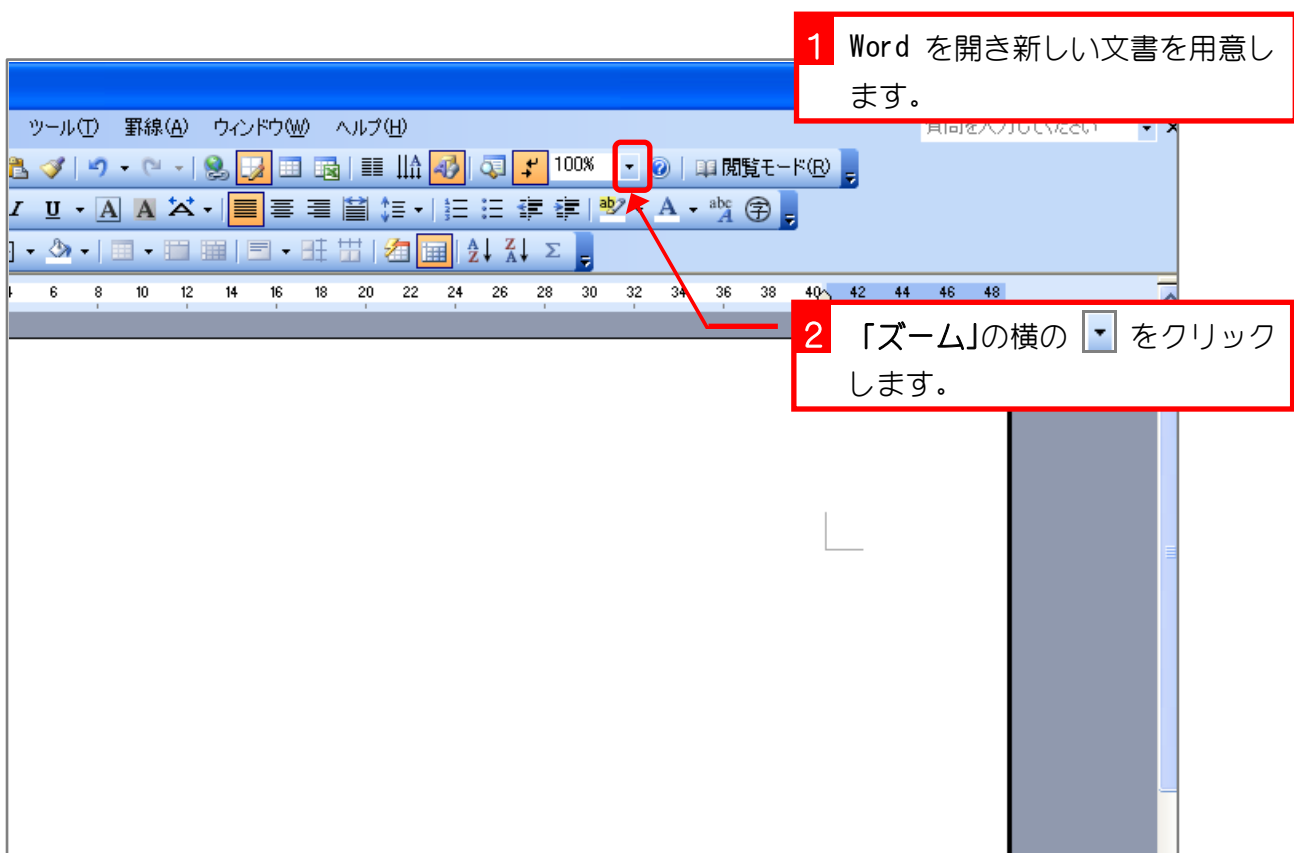 1 Word を開き新しい文書を用意し
ます。
ツール(T) 罫線(A) ウィンドウ(W) ヘルプ(H)
100% 閲覧モード(R)
6 8 10 12 14 16 18 20 22 24 26 28 30 32 34 36 38 40 42 44 46 48
2 「ズーム」の横の をクリック
します。